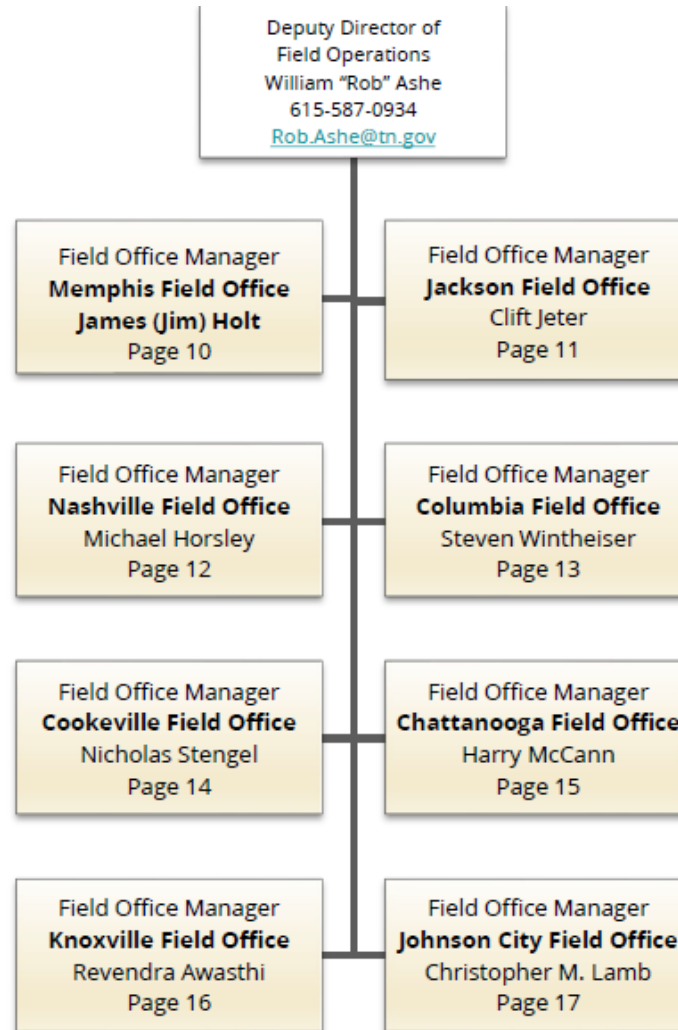 Deputy Director of
Field Operations
William “Rob” Ashe
615-587-0934
Rob.Ashe@tn.gov
Field Office Manager
Memphis Field Office
James (Jim) Holt
Page 10
Field Office Manager
Jackson Field Office
Clift Jeter
Page 11
Field Office Manager
Nashville Field Office
Michael Horsley
Page 12
Field Office Manager
Columbia Field Office
Steven Wintheiser
Page 13
Field Office Manager
Cookeville Field Office
Nicholas Stengel
Page 14
Field Office Manager
Chattanooga Field Office
Harry McCann
Page 15
Field Office Manager
Knoxville Field Office
Revendra Awasthi
Page 16
Field Office Manager
Johnson City Field Office
Christopher M. Lamb
Page 17